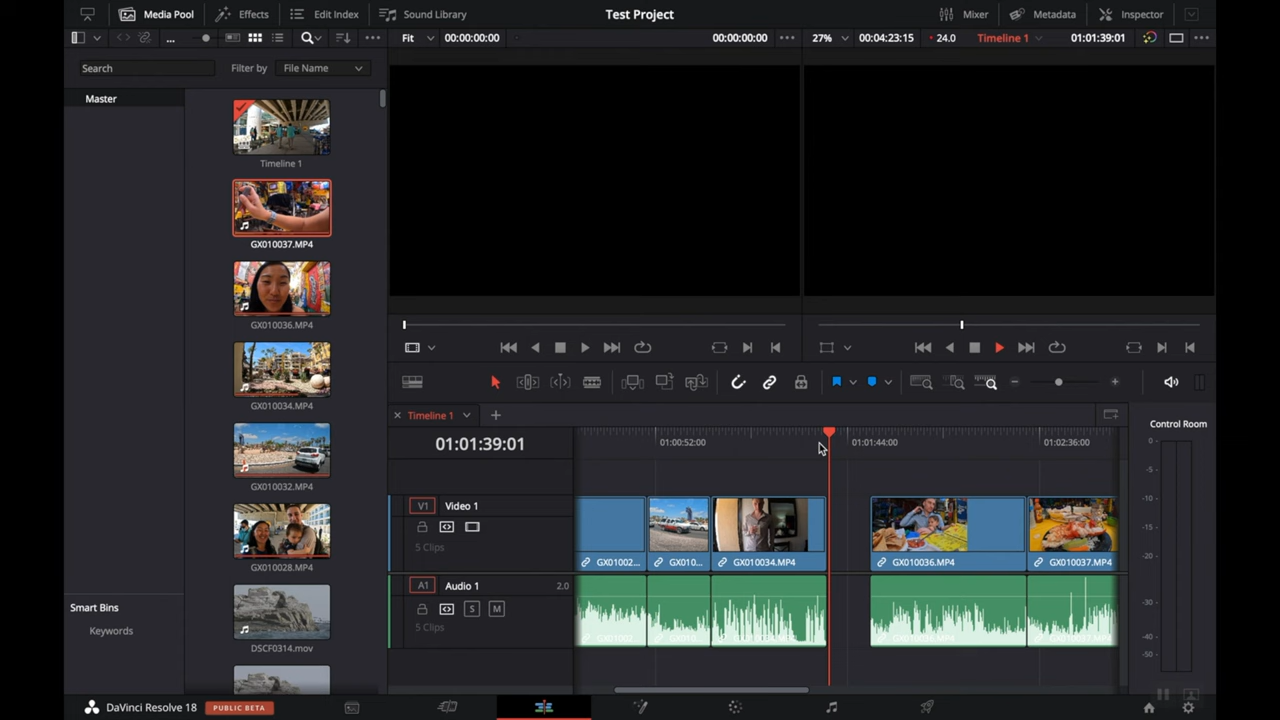 Media Pool
Effects
Edit Index
Sound Library
Test Project
Mixer
Metadata
Inspector
Fit
00:00:00:00
00:00:00:00
27%
00:04:23:15
24.0
Timeline 1
01:01:39:01
Search
Filter by
File Name
Master
Timeline 1
GX010037.MP4
GX010036.MP4
GX010034.MP4
GX010032.MP4
GX010028.MP4
DSCF0314.mov
Smart Bins
Keywords
Timeline 1
01:01:39:01
01:00:52:00
01:01:44:00
01:02:36:00
V1
Video 1
5 Clips
GX01002...
GX010...
GX010034.MP4
GX010036.MP4
GX010037.MP4
A1
Audio 1
2.0
S
M
5 Clips
GX010036.MP4
GX010037.MP4
Control Room
0
-5
-10
-15
-20
-30
-40
-50
DaVinci Resolve 18
PUBLIC BETA